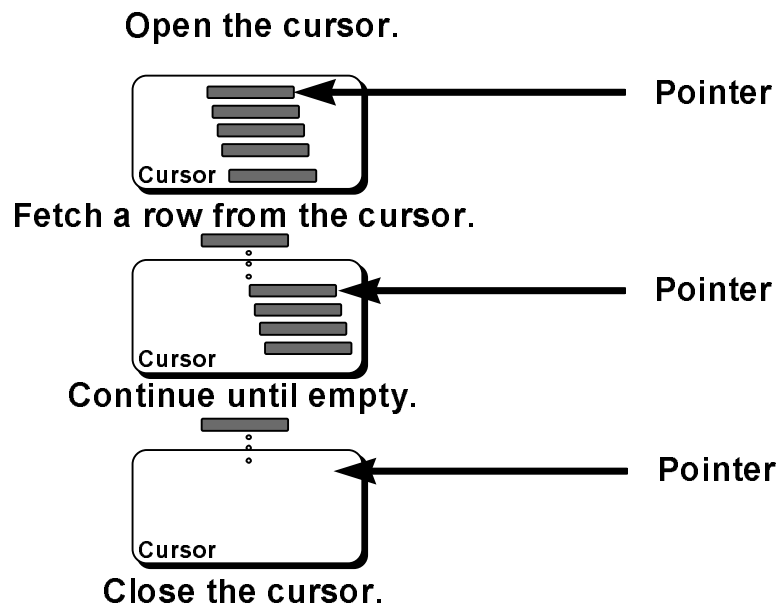 Open the cursor.
Pointer
Cursor
Fetch a row from the cursor.
Pointer
Cursor
Continue until empty.
Pointer
Cursor
Close the cursor.